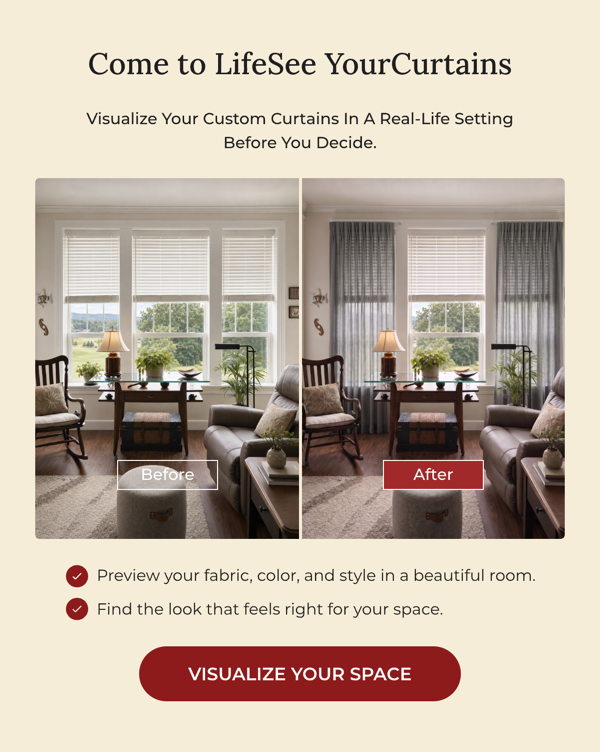 Come to LifeSee YourCurtains
Visualize Your Custom Curtains In A Real-Life Setting
Before You Decide.
Before
After
Preview your fabric, color, and style in a beautiful room.
Find the look that feels right for your space.
VISUALIZE YOUR SPACE